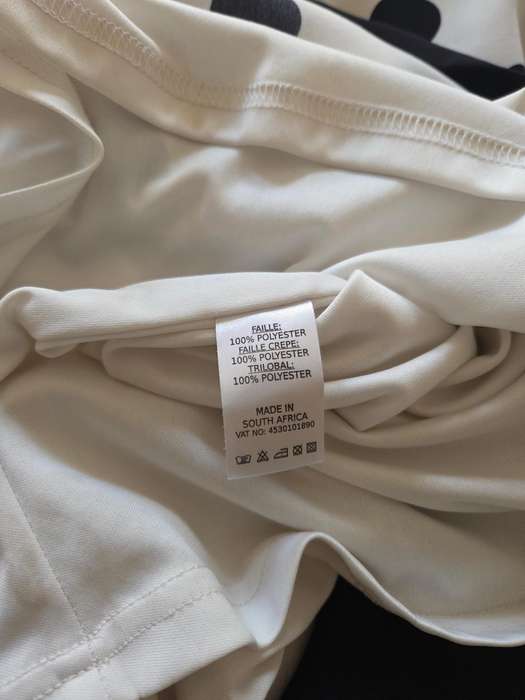 FAILLE:
100% POLYESTER
FAILLE CREPE:
100% POLYESTER
TRILOBAL:
100% POLYESTER
MADE IN
SOUTH AFRICA
VAT NO: 4530101890